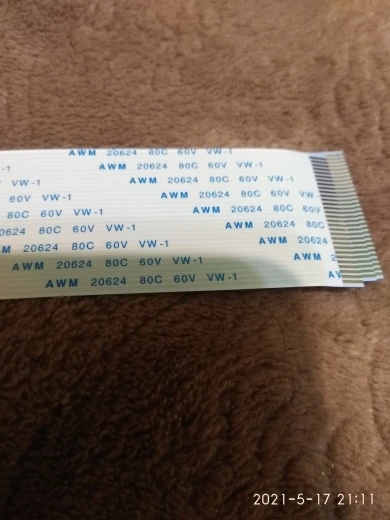 AWM 20624 80C 60V VW-1
-1 AWM 20624 80C 60V VW-1
VW-1 AWM 20624 80C 60V VW-1
60V VW-1 AWM 20624 80C 60V VW-
80C 60V VW-1 AWM 20624 80C 60V
0624 80C 60V VW-1 AWM 20624 80C
M 20624 80C 60V VW-1 AWM 20624
AWM 20624 80C 60V VW-1 AWM 2
AWM 20624 80C 60V VW-1
2021-5-17 21:11